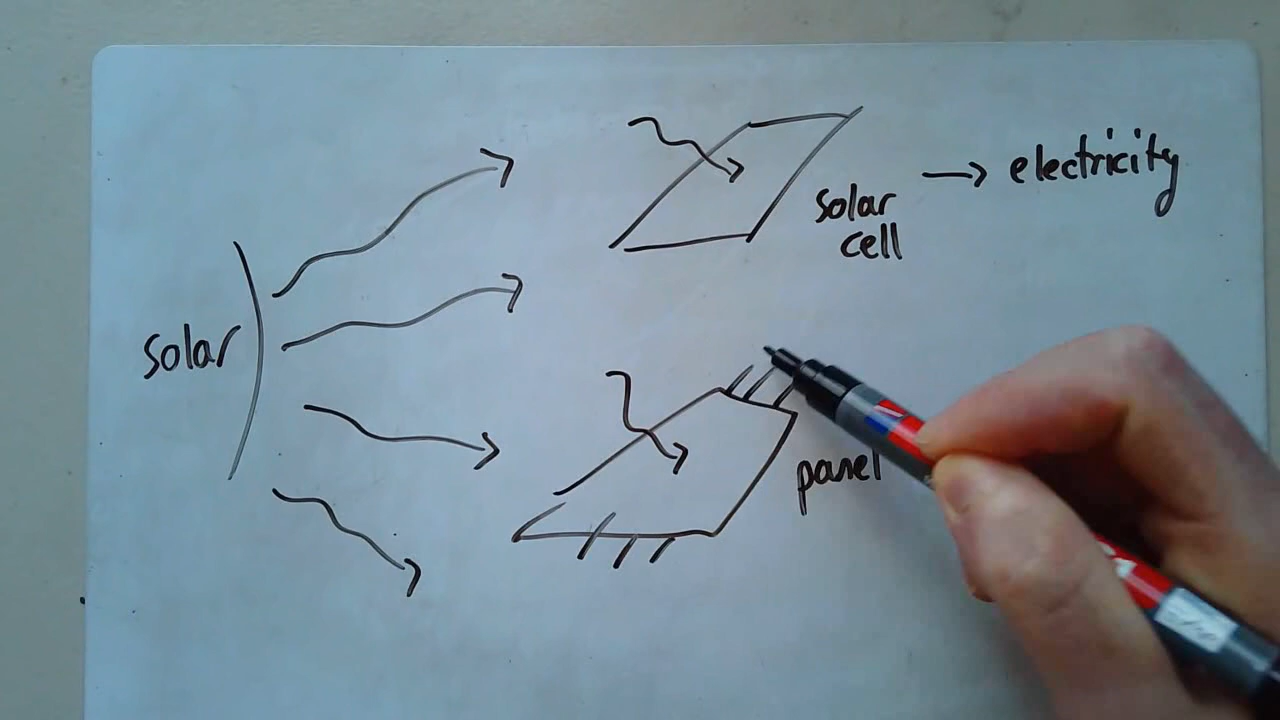 solar
solar
cell
→ electricity
panel